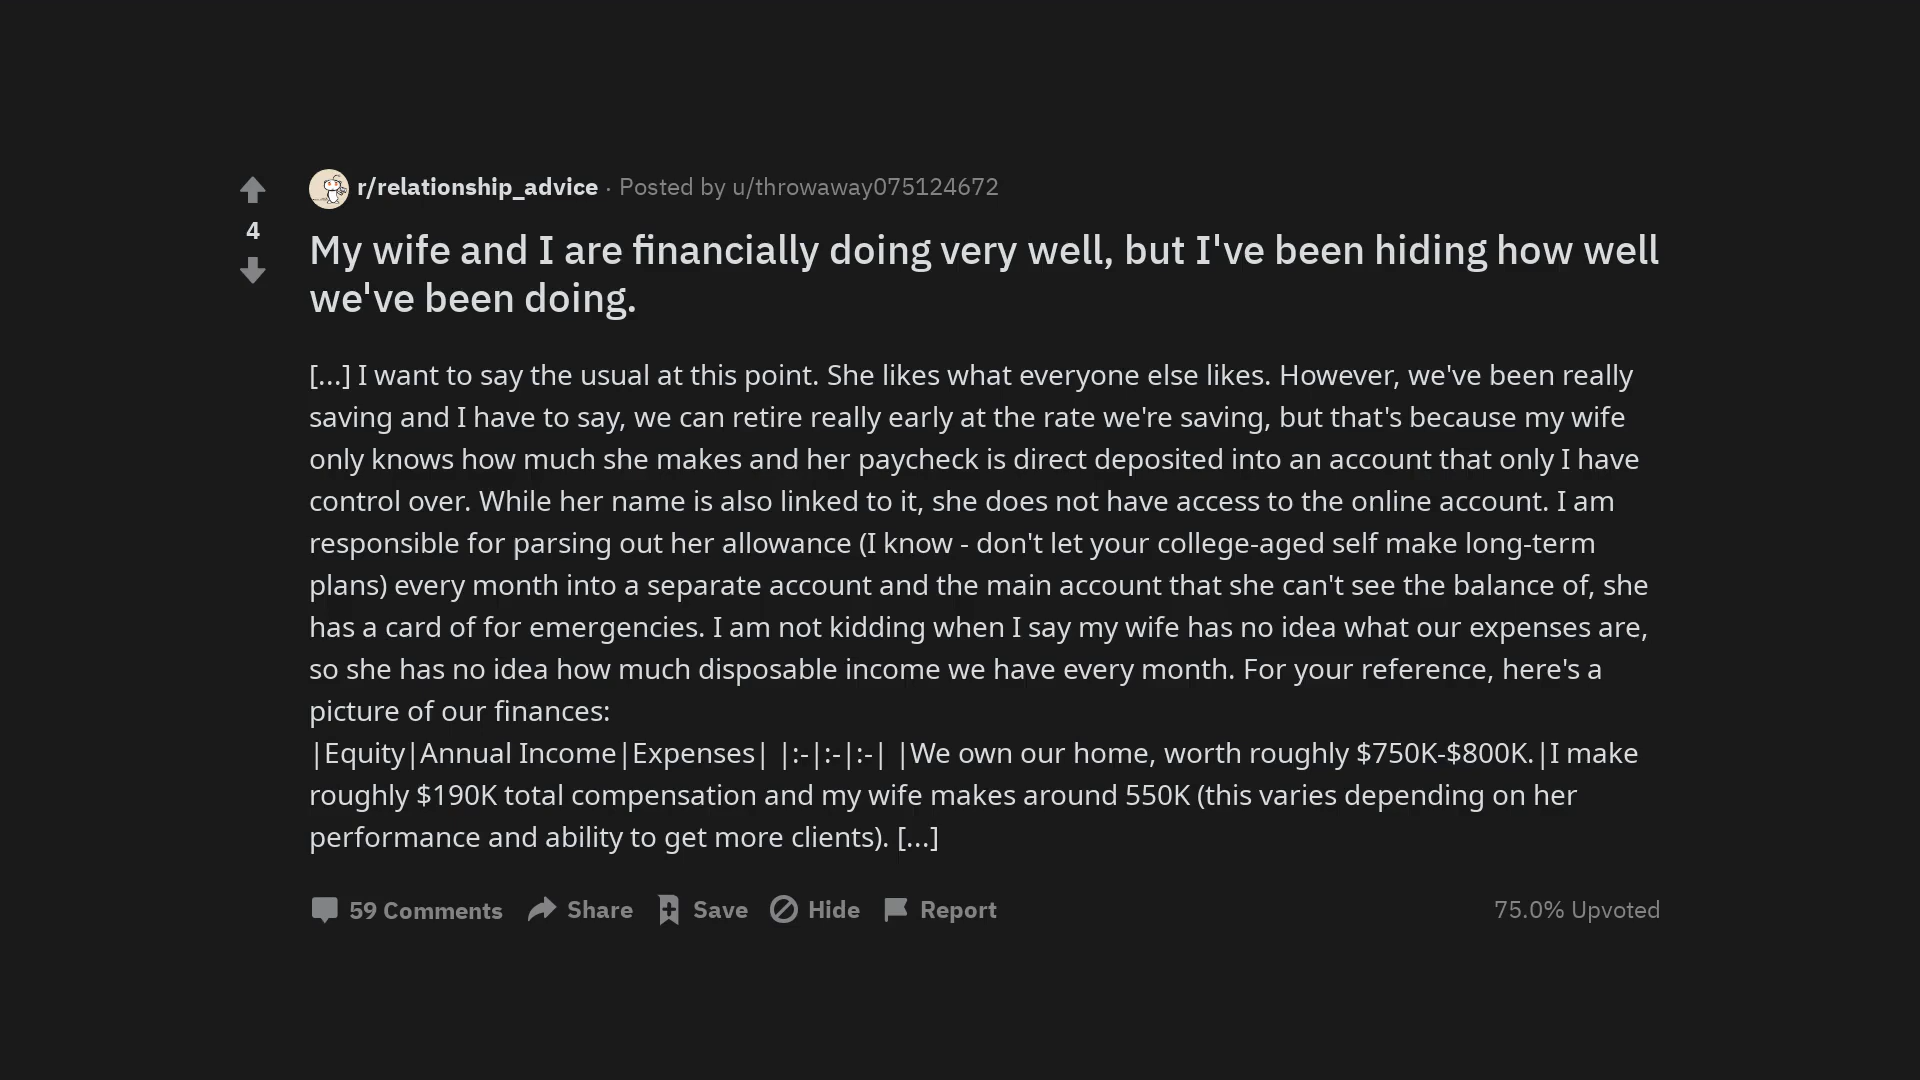 r/relationship_advice · Posted by u/throwaway075124672
4
My wife and I are financially doing very well, but I've been hiding how well
we've been doing.
[...] I want to say the usual at this point. She likes what everyone else likes. However, we've been really
saving and I have to say, we can retire really early at the rate we're saving, but that's because my wife
only knows how much she makes and her paycheck is direct deposited into an account that only I have
control over. While her name is also linked to it, she does not have access to the online account. I am
responsible for parsing out her allowance (I know - don't let your college-aged self make long-term
plans) every month into a separate account and the main account that she can't see the balance of, she
has a card of for emergencies. I am not kidding when I say my wife has no idea what our expenses are,
so she has no idea how much disposable income we have every month. For your reference, here's a
picture of our finances:
|Equity|Annual Income|Expenses| |:-|:-|:-| |We own our home, worth roughly $750K-$800K.|I make
roughly $190K total compensation and my wife makes around 550K (this varies depending on her
performance and ability to get more clients). [...]
59 Comments Share Save Hide Report 75.0% Upvoted